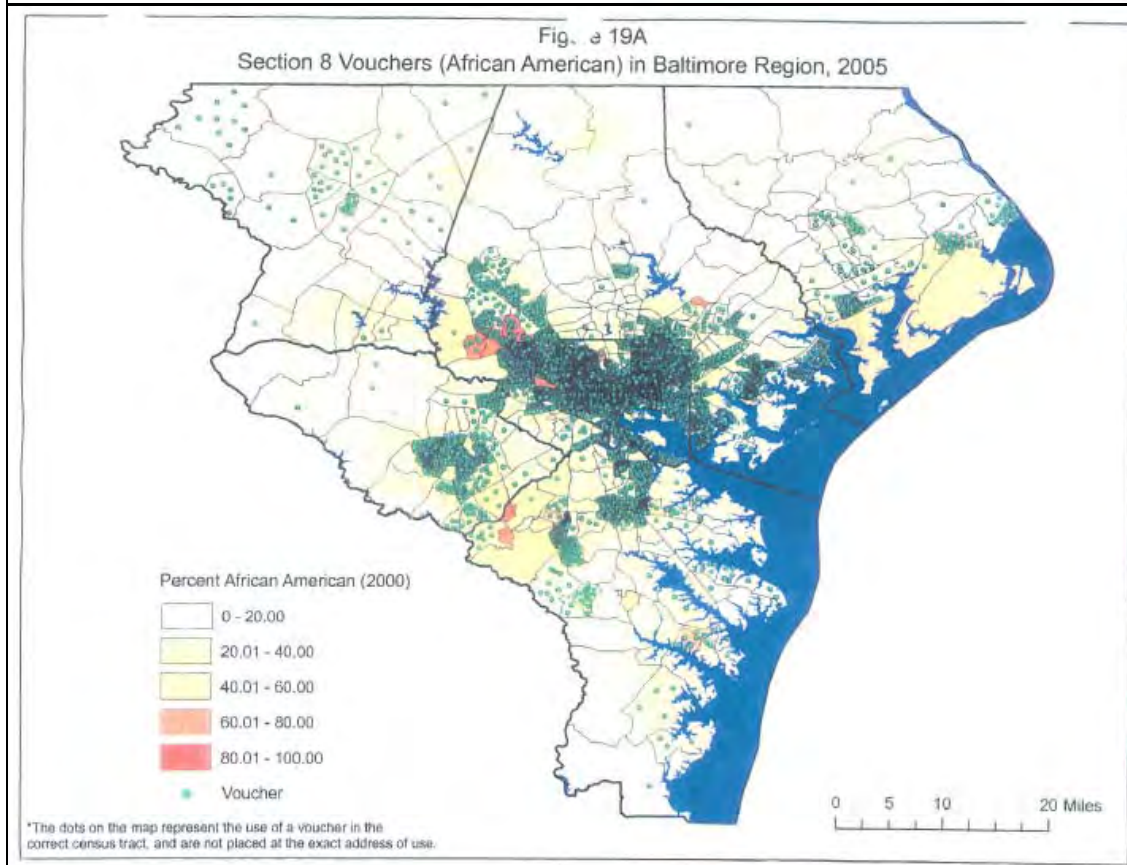 Fig. e 19A
Section 8 Vouchers (African American) in Baltimore Region, 2005
Percent African American (2000)
0 - 20.00
20.01 - 40.00
40.01 - 60.00
60.01 - 80.00
80.01 - 100.00
Voucher
0 5 10 20 Miles
*The dots on the map represent the use of a voucher in the
correct census tract, and are not placed at the exact address of use.